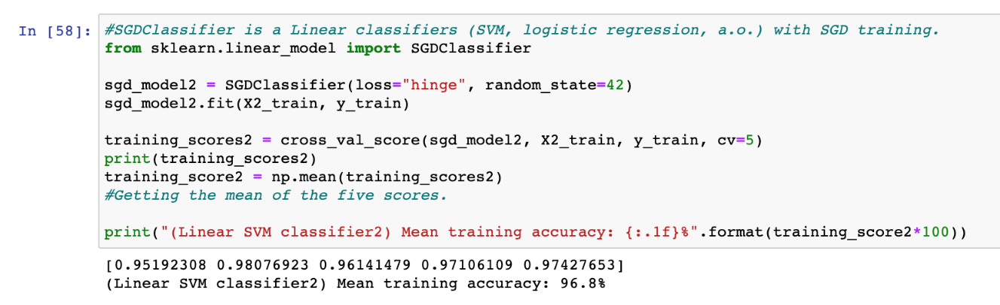 In [58]: #SGDClassifier is a Linear classifiers (SVM, logistic regression, a.o.) with SGD training.
from sklearn.linear_model import SGDClassifier
sgd_model2 = SGDClassifier(loss="hinge", random_state=42)
sgd_model2.fit(X2_train, y_train)
training_scores2 = cross_val_score(sgd_model2, X2_train, y_train, cv=5)
print(training_scores2)
training_score2 = np.mean(training_scores2)
#Getting the mean of the five scores.
print("(Linear SVM classifier2) Mean training accuracy: {:.1f}%".format(training_score2*100))
[0.95192308 0.98076923 0.96141479 0.97106109 0.97427653]
(Linear SVM classifier2) Mean training accuracy: 96.8%